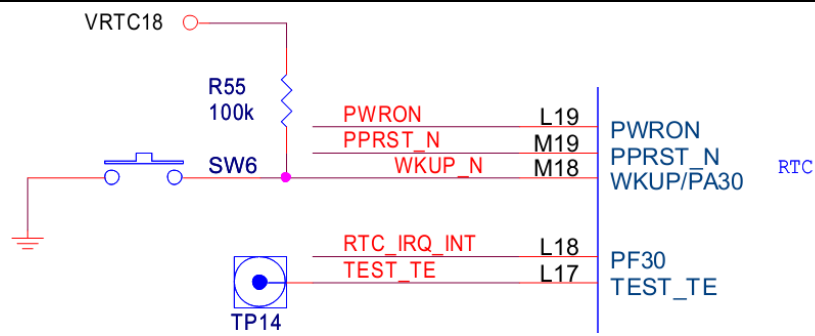 VRTC18
R55
100k
PWRON L19 PWRON
PPRST_N M19 PPRST_N
SW6 WKUP_N M18 WKUP/PA30 RTC
RTC_IRQ_INT L18 PF30
TEST_TE L17 TEST_TE
TP14